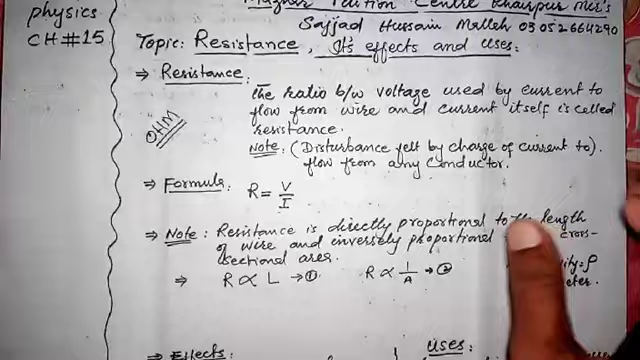 physics
CH#15
Mazher Tuition Centre Khairpur Mir's
Sajjad Hussain Malleh 03052664290
Topic: Resistance, Its effects and uses:
⇒ Resistance:
The Ratio b/w voltage used by current to
flow from wire and current itself is called
resistance.
OHM
Note: (Disturbance felt by charge of current to)
flow from any conductor.
⇒ Formula: R = V/I
⇒ Note: Resistance is directly proportional to the length
of wire and inversely proportional cross-
sectional area.
⇒ R ∝ L → ① R ∝ 1/A → ②
=ρ
⇒ Effects:
Uses: